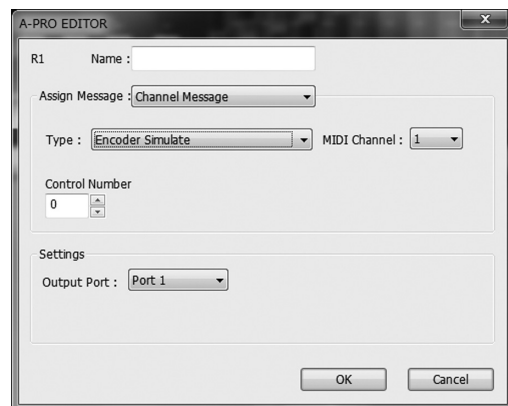 A-PRO EDITOR
x
R1 Name :
Assign Message : Channel Message
Type : Encoder Simulate MIDI Channel : 1
Control Number
0
Settings
Output Port : Port 1
OK Cancel